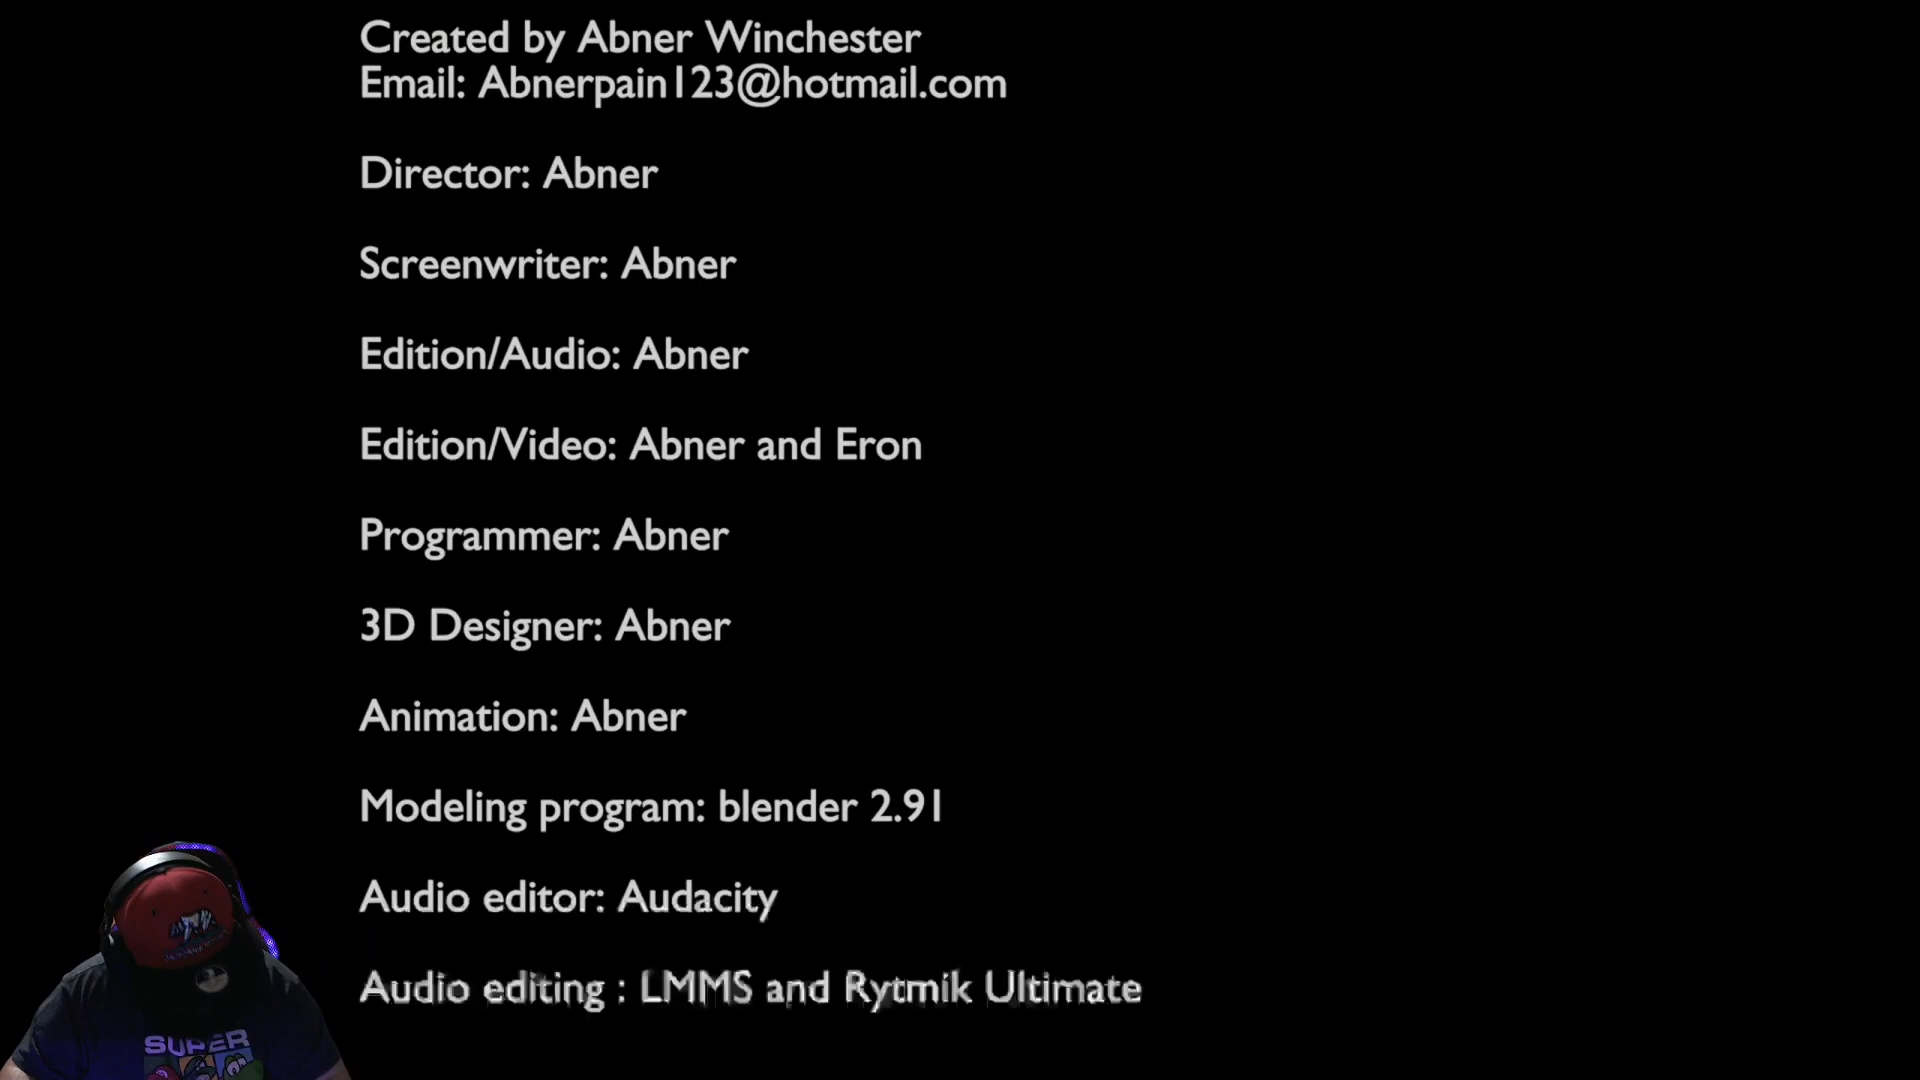 Created by Abner Winchester
Email: Abnerpain123@hotmail.com
Director: Abner
Screenwriter: Abner
Edition/Audio: Abner
Edition/Video: Abner and Eron
Programmer: Abner
3D Designer: Abner
Animation: Abner
Modeling program: blender 2.91
Audio editor: Audacity
Audio editing : LMMS and Rytmik Ultimate
SUPER